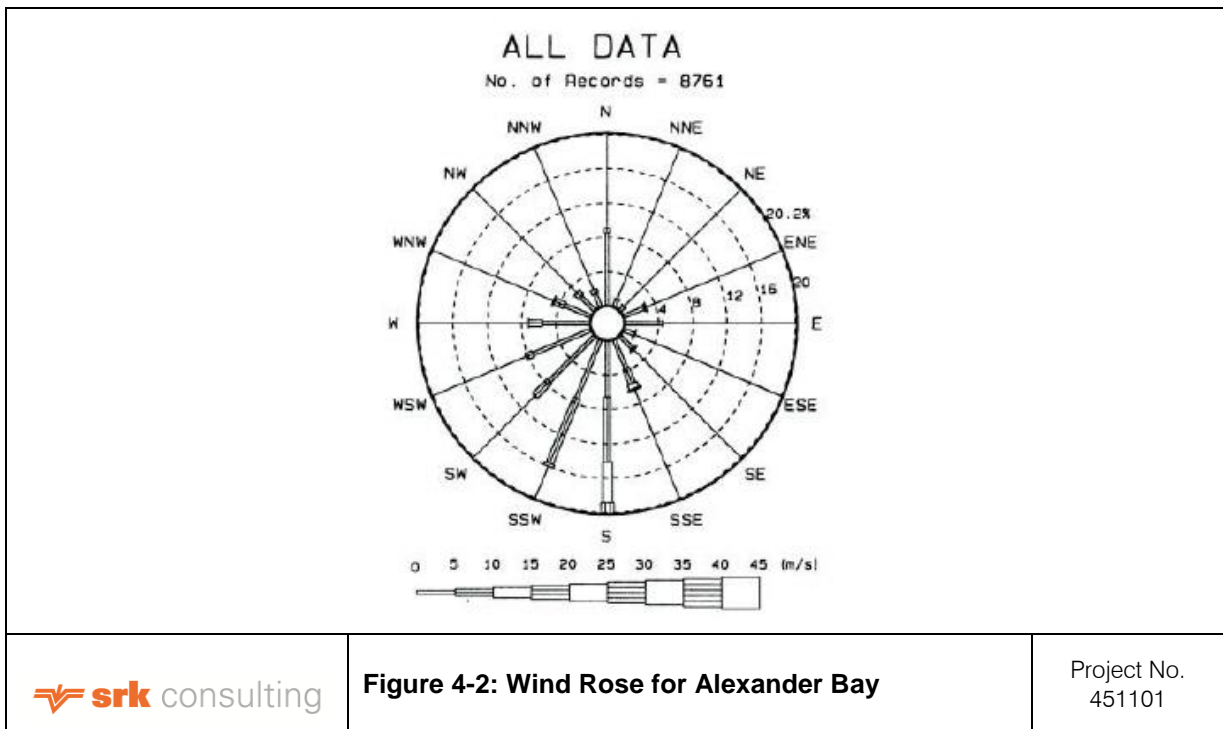 ALL DATA
No. of Records = 8761
N
NNW
NNE
NW
NE
20.2%
WNW
ENE
4
8
12
16
20
W
E
WSW
ESE
SW
SE
SSW
SSE
S
0 5 10 15 20 25 30 35 40 45 (m/s)
srk consulting
Figure 4-2: Wind Rose for Alexander Bay
Project No.
451101